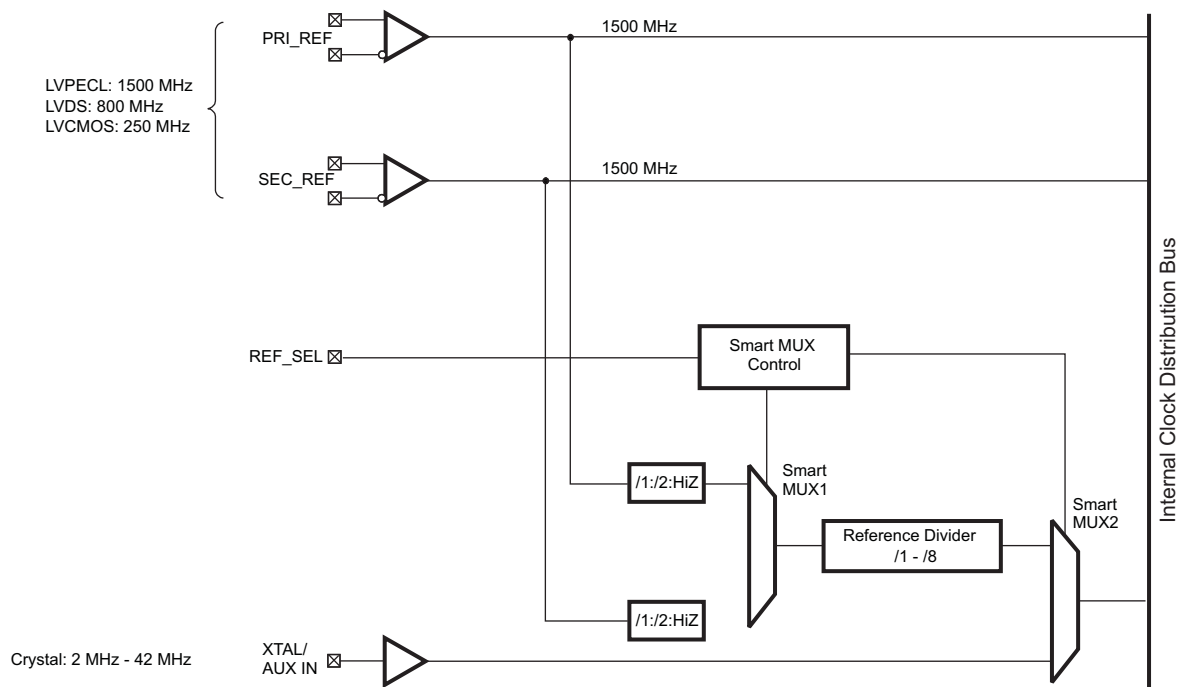 PRI_REF
1500 MHz
LVPECL: 1500 MHz
LVDS: 800 MHz
LVCMOS: 250 MHz
SEC_REF
1500 MHz
Internal Clock Distribution Bus
REF_SEL
Smart MUX
Control
/1:/2:HiZ
Smart
MUX1
Reference Divider
/1 - /8
Smart
MUX2
/1:/2:HiZ
Crystal: 2 MHz - 42 MHz
XTAL/
AUX IN